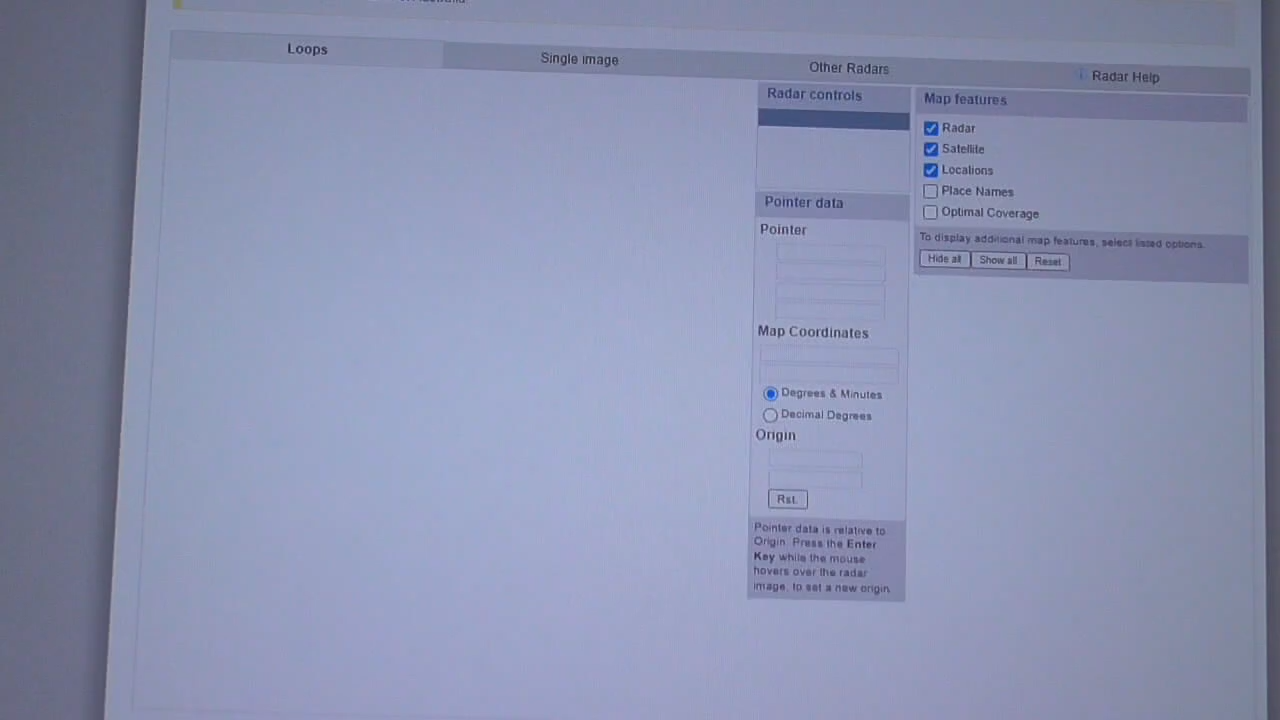 Loops
Single image
Other Radars
Radar Help
Radar controls
Map features
Radar
Satellite
Locations
Place Names
Optimal Coverage
To display additional map features, select listed options.
Hide all
Show all
Reset
Pointer data
Pointer
Map Coordinates
Degrees & Minutes
Decimal Degrees
Origin
Rst.
Pointer data is relative to
Origin. Press the Enter
Key while the mouse
hovers over the radar
image, to set a new origin